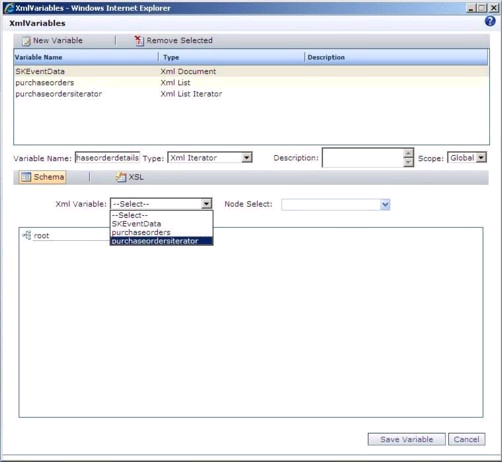 XmlVariables - Windows Internet Explorer
XmlVariables
New Variable | Remove Selected
Variable Name Type Description
SKEventData Xml Document
purchaseorders Xml List
purchaseordersiterator Xml List Iterator
Variable Name: haseorderdetails Type: Xml Iterator Description: Scope: Global
Schema | XSL
Xml Variable: --Select-- Node Select:
--Select--
SKEventData
purchaseorders
purchaseordersiterator
root
Save Variable Cancel